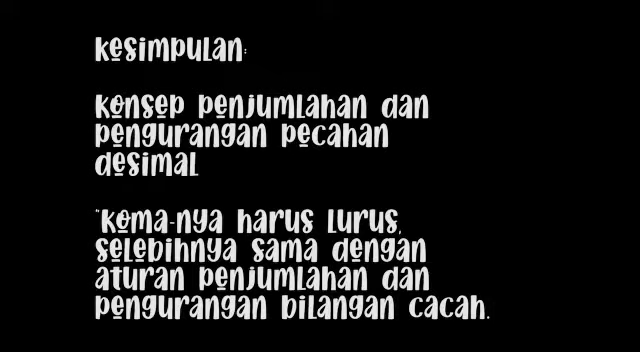 kesimpulan:
konsep penjumlahan dan
pengurangan pecahan
desimal
"koma-nya harus lurus,
selebihnya sama dengan
aturan penjumlahan dan
pengurangan bilangan cacah.